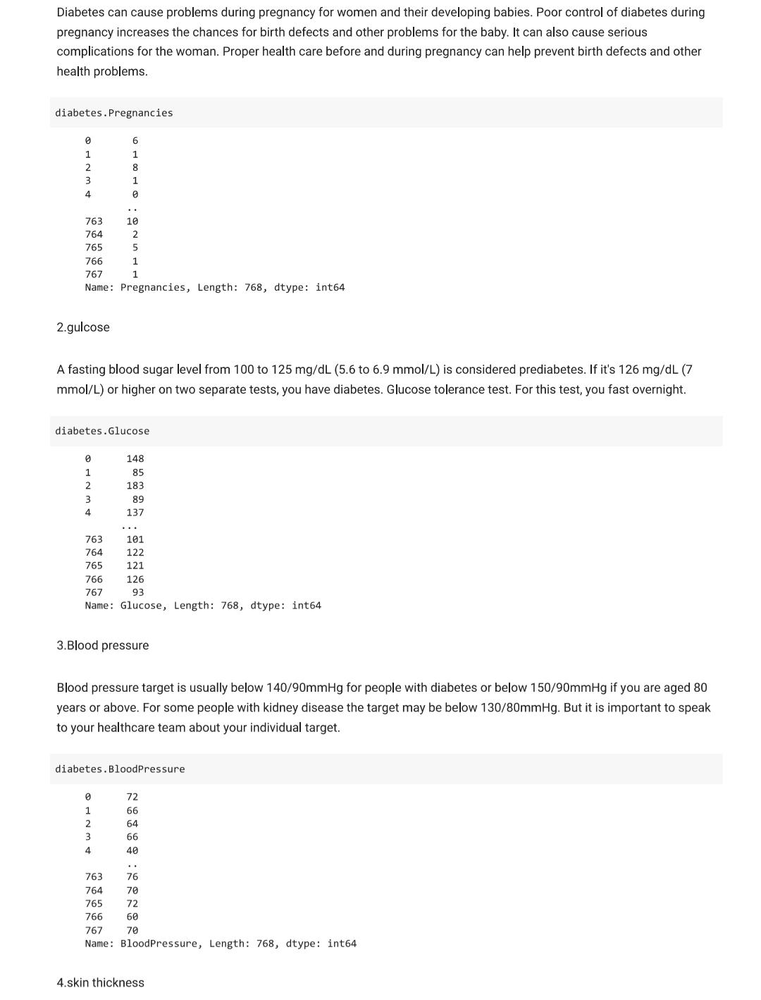 Diabetes can cause problems during pregnancy for women and their developing babies. Poor control of diabetes during
pregnancy increases the chances for birth defects and other problems for the baby. It can also cause serious
complications for the woman. Proper health care before and during pregnancy can help prevent birth defects and other
health problems.
diabetes.Pregnancies
0 6
1 1
2 8
3 1
4 0
..
763 10
764 2
765 5
766 1
767 1
Name: Pregnancies, Length: 768, dtype: int64
2.gulcose
A fasting blood sugar level from 100 to 125 mg/dL (5.6 to 6.9 mmol/L) is considered prediabetes. If it's 126 mg/dL (7
mmol/L) or higher on two separate tests, you have diabetes. Glucose tolerance test. For this test, you fast overnight.
diabetes.Glucose
0 148
1 85
2 183
3 89
4 137
...
763 101
764 122
765 121
766 126
767 93
Name: Glucose, Length: 768, dtype: int64
3.Blood pressure
Blood pressure target is usually below 140/90mmHg for people with diabetes or below 150/90mmHg if you are aged 80
years or above. For some people with kidney disease the target may be below 130/80mmHg. But it is important to speak
to your healthcare team about your individual target.
diabetes.BloodPressure
0 72
1 66
2 64
3 66
4 40
..
763 76
764 70
765 72
766 60
767 70
Name: BloodPressure, Length: 768, dtype: int64
4.skin thickness